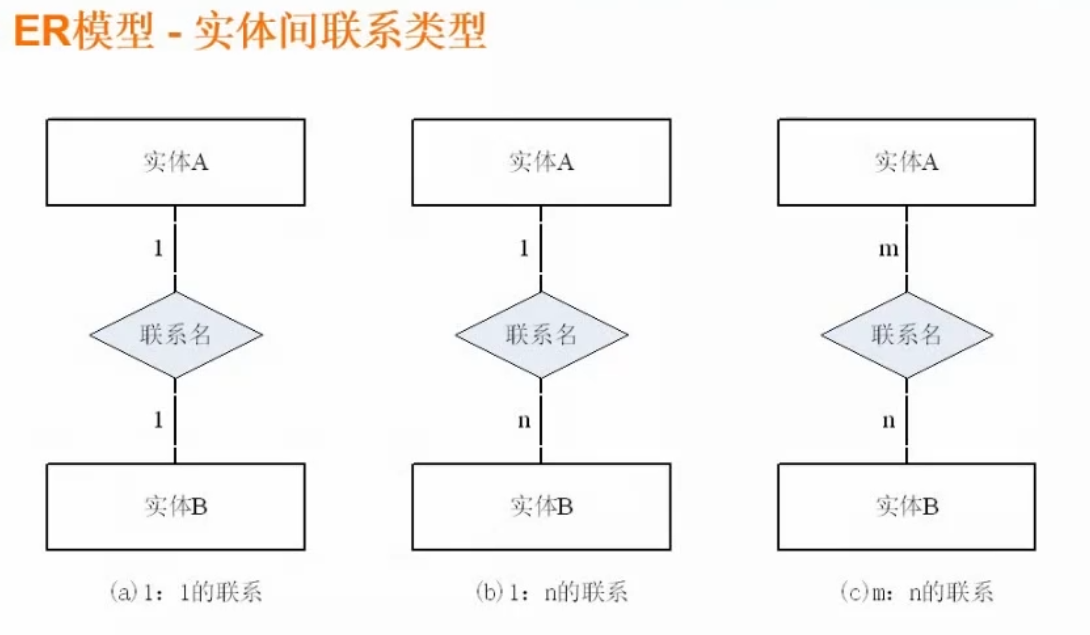 ER模型 - 实体间联系类型
实体A
1
联系名
1
实体B
(a)1：1的联系
实体A
1
联系名
n
实体B
(b)1：n的联系
实体A
m
联系名
n
实体B
(c)m：n的联系